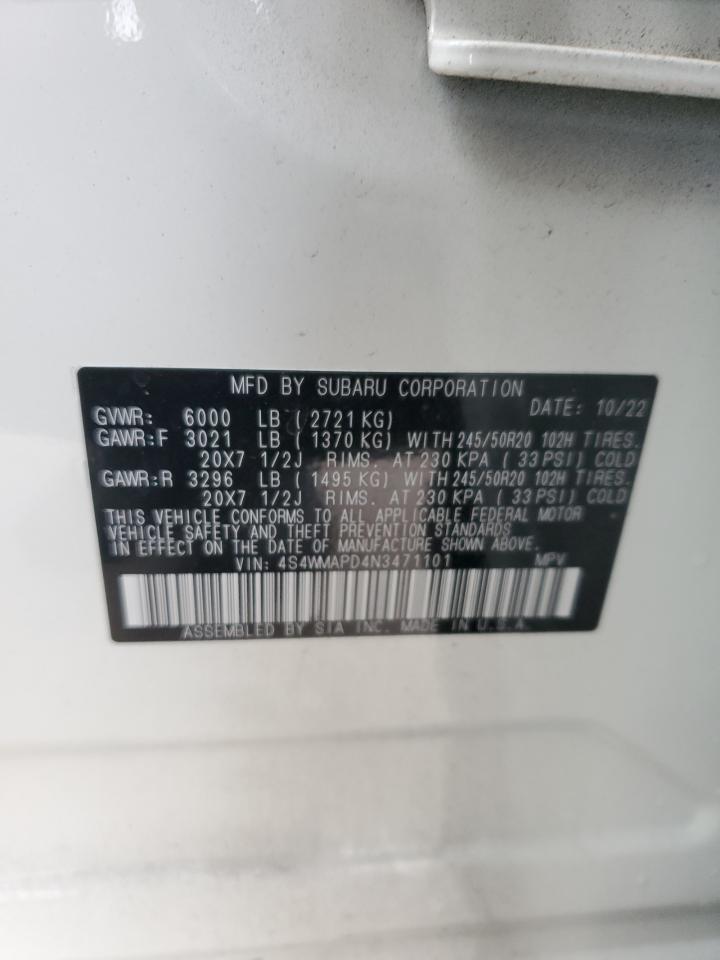 MFD BY SUBARU CORPORATION
DATE: 10/22
GVWR: 6000 LB ( 2721 KG)
GAWR:F 3021 LB ( 1370 KG) WITH 245/50R20 102H TIRES.
20X7 1/2J RIMS. AT 230 KPA ( 33 PSI) COLD
GAWR:R 3296 LB ( 1495 KG) WITH 245/50R20 102H TIRES.
20X7 1/2J RIMS. AT 230 KPA ( 33 PSI) COLD
THIS VEHICLE CONFORMS TO ALL APPLICABLE FEDERAL MOTOR
VEHICLE SAFETY AND THEFT PREVENTION STANDARDS
IN EFFECT ON THE DATE OF MANUFACTURE SHOWN ABOVE.
VIN: 4S4WMAPD4N3471101 MPV
ASSEMBLED BY SIA INC. MADE IN U.S.A.